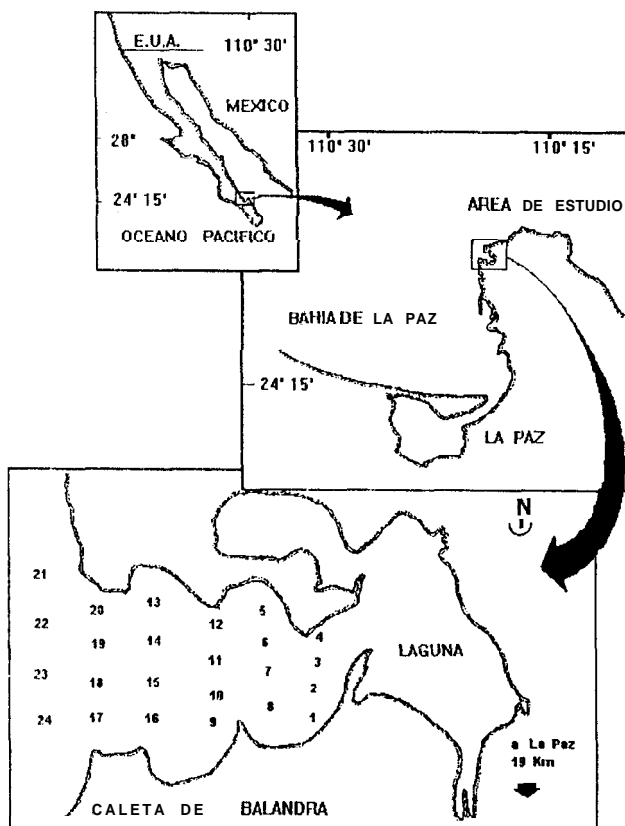 E.U.A.
110° 30'
MEXICO
28°
24° 15'
OCEANO PACIFICO
110° 30'
110° 15'
AREA DE ESTUDIO
BAHIA DE LA PAZ
24° 15'
LA PAZ
N
21
13
20
12
5
22
4
19
14
6
11
3
LAGUNA
23
7
18
15
2
10
8
24
17
16
9
1
a La Paz
19 Km
CALETA DE BALANDRA